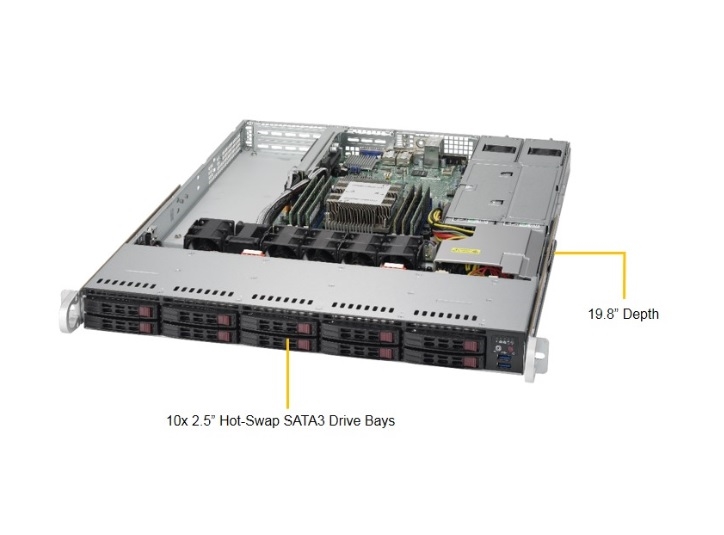 19.8” Depth
10x 2.5” Hot-Swap SATA3 Drive Bays